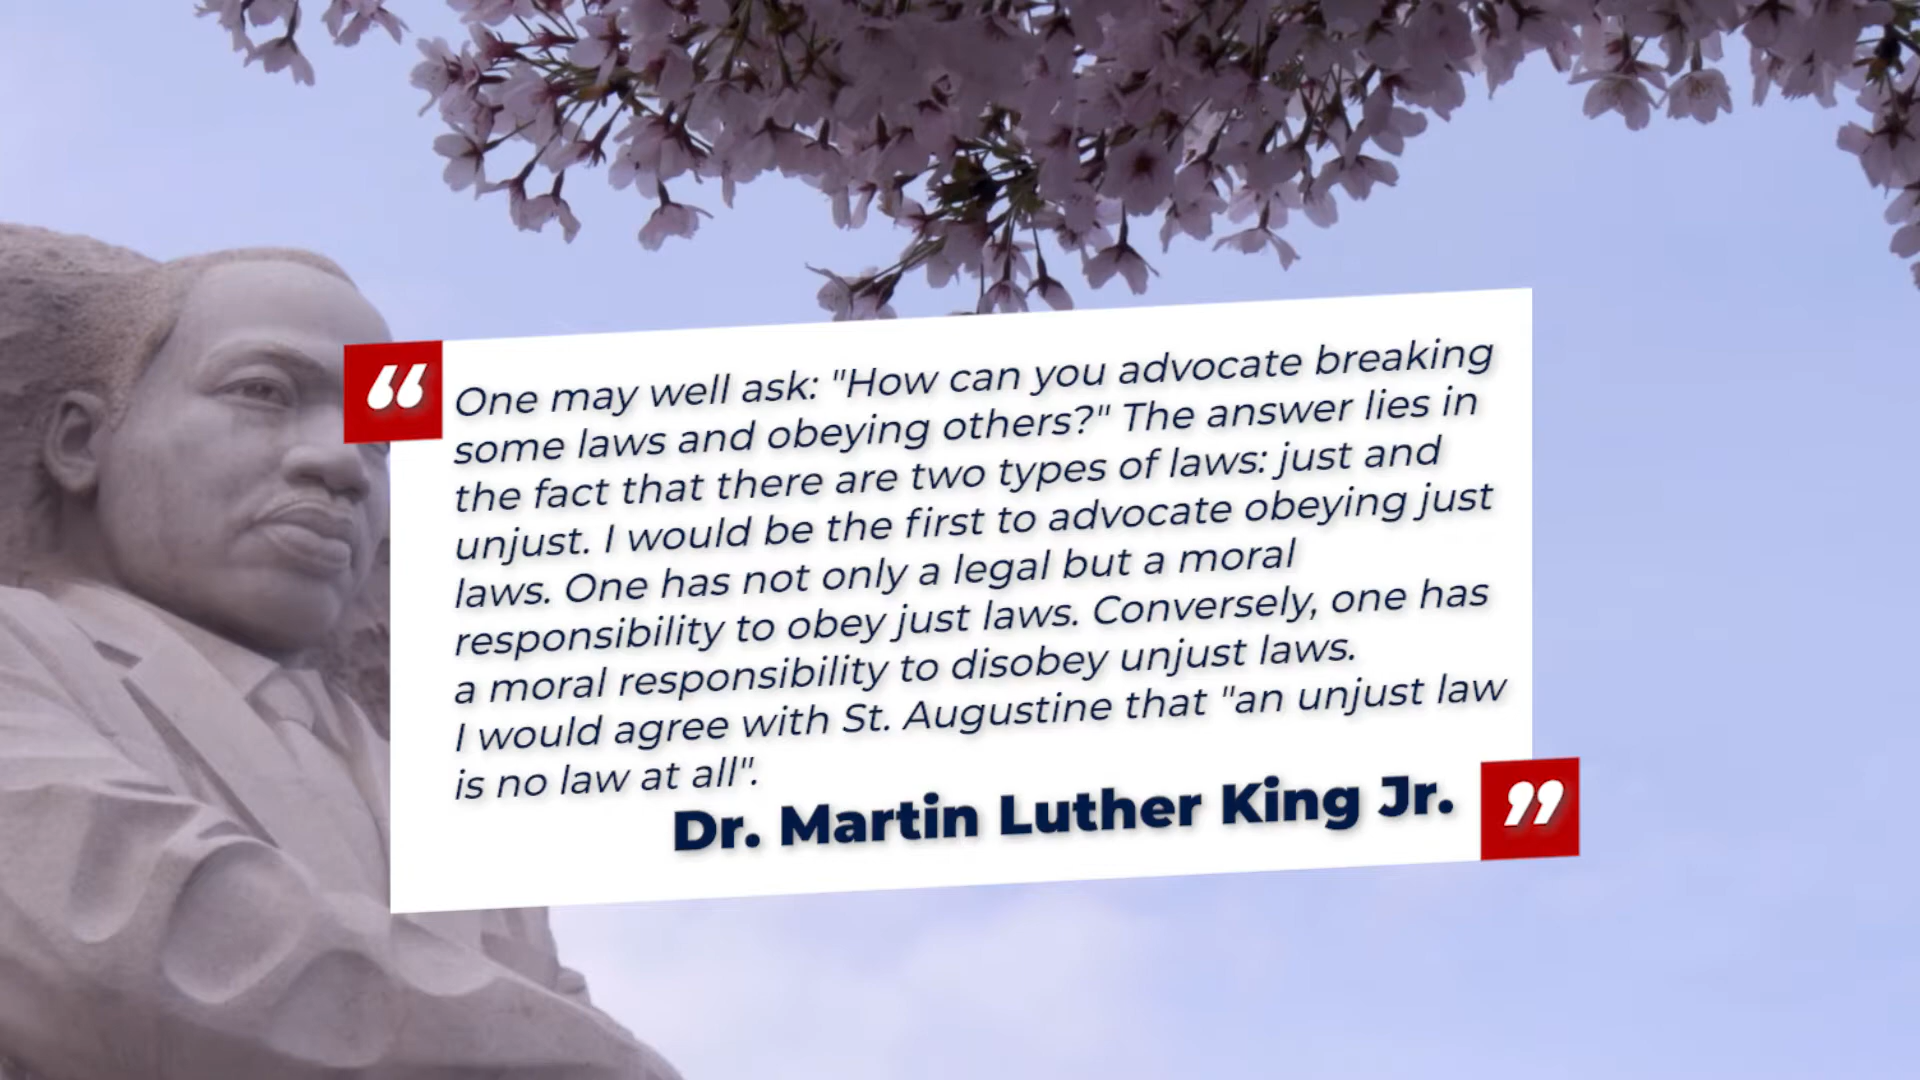 One may well ask: "How can you advocate breaking
some laws and obeying others?" The answer lies in
the fact that there are two types of laws: just and
unjust. I would be the first to advocate obeying just
laws. One has not only a legal but a moral
responsibility to obey just laws. Conversely, one has
a moral responsibility to disobey unjust laws.
I would agree with St. Augustine that "an unjust law
is no law at all".
Dr. Martin Luther King Jr.